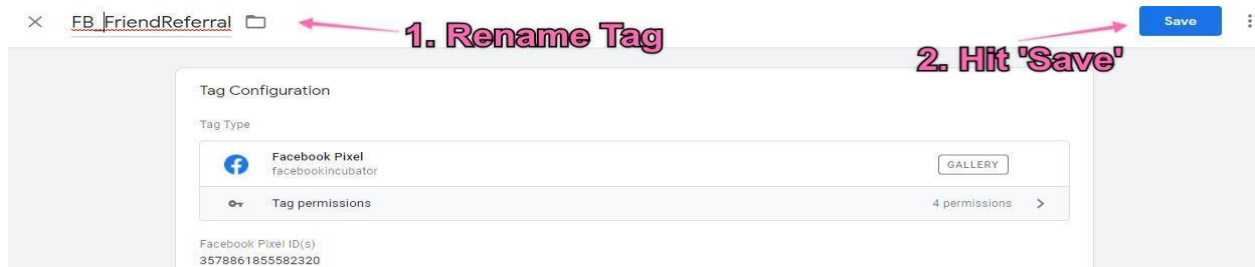 FB_FriendReferral
1. Rename Tag
Save
2. Hit 'Save'
Tag Configuration
Tag Type
Facebook Pixel
facebookincubator
GALLERY
Tag permissions
4 permissions
Facebook Pixel ID(s)
3578861855582320